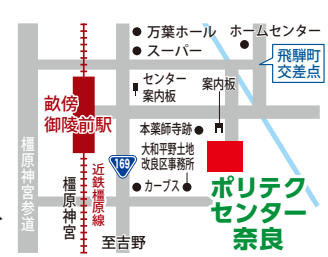 万葉ホール
ホームセンター
スーパー
飛騨町
交差点
センター
案内板
案内板
畝傍
御陵前駅
本薬師寺跡
大和平野土地
改良区事務所
169
カーブス
橿原神宮参道
橿原神宮
近鉄橿原線
至吉野
ポリテク
センター
奈良